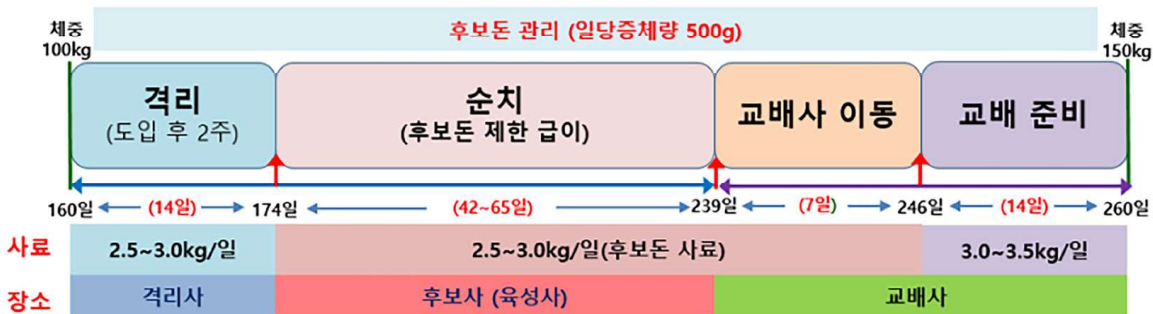 후보돈 관리 (일당증체량 500g)
체중
100kg
체중
150kg
격리
(도입 후 2주)
순치
(후보돈 제한 급이)
교배사 이동
교배 준비
160일 (14일) 174일 (42~65일) 239일 (7일) 246일 (14일) 260일
사료 2.5~3.0kg/일 2.5~3.0kg/일(후보돈 사료) 3.0~3.5kg/일
장소 격리사 후보사 (육성사) 교배사